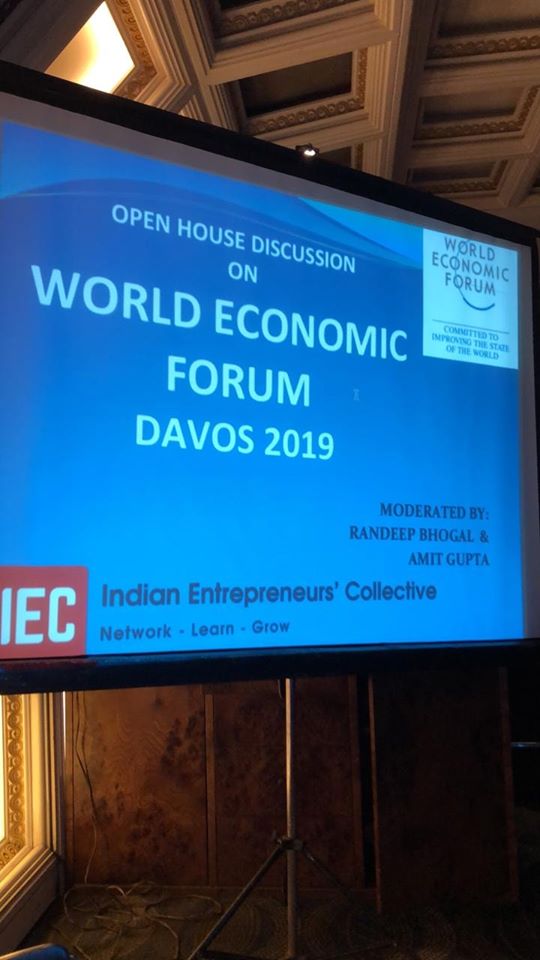 OPEN HOUSE DISCUSSION
ON
WORLD ECONOMIC
FORUM
DAVOS 2019
WORLD
ECONOMIC
FORUM
COMMITTED TO
IMPROVING THE STATE
OF THE WORLD
MODERATED BY:
RANDEEP BHOGAL &
AMIT GUPTA
IEC
Indian Entrepreneurs' Collective
Network - Learn - Grow